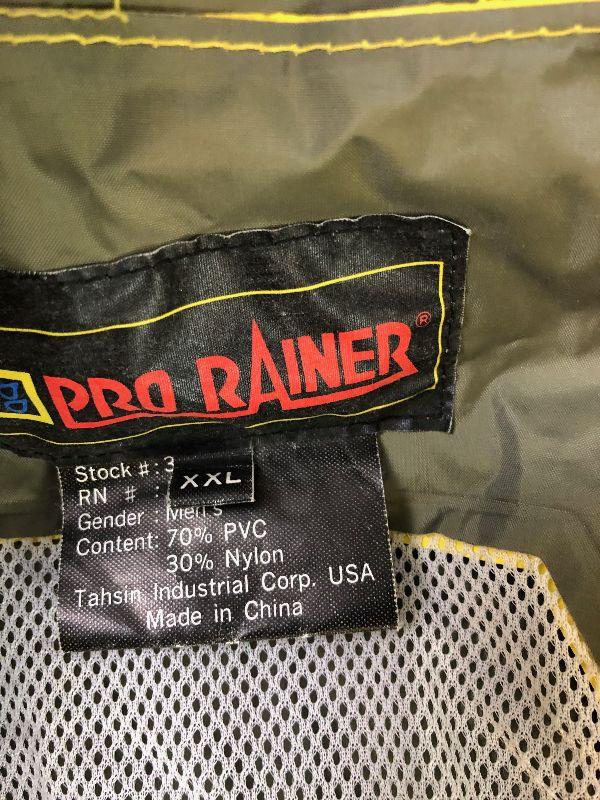 PRO RAINER®
Stock #: 3
XXL
RN #
Gender : Men's
Content: 70% PVC
30% Nylon
Tahsin Industrial Corp. USA
Made in China